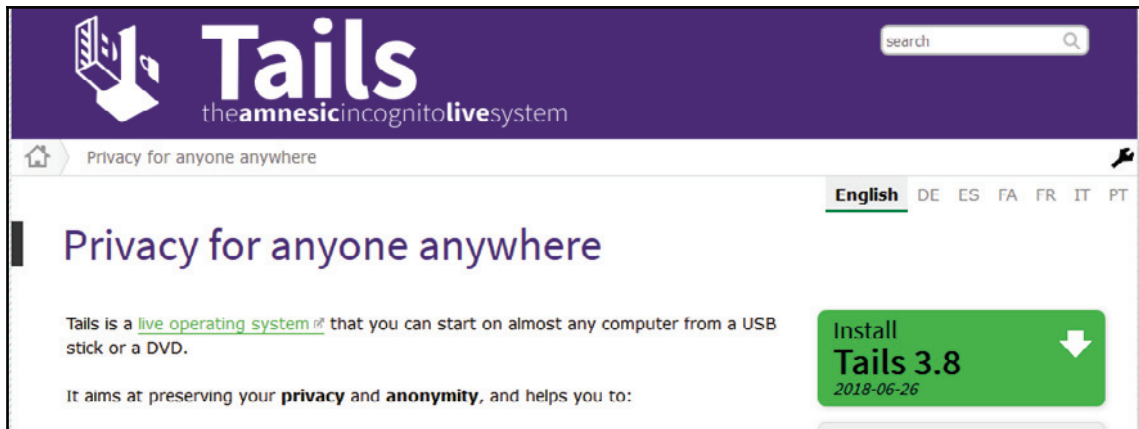 Tails
search
theamnesicincognitolivesystem
Privacy for anyone anywhere
English DE ES FA FR IT PT
Privacy for anyone anywhere
Tails is a live operating system that you can start on almost any computer from a USB
stick or a DVD.
It aims at preserving your privacy and anonymity, and helps you to:
Install
Tails 3.8
2018-06-26